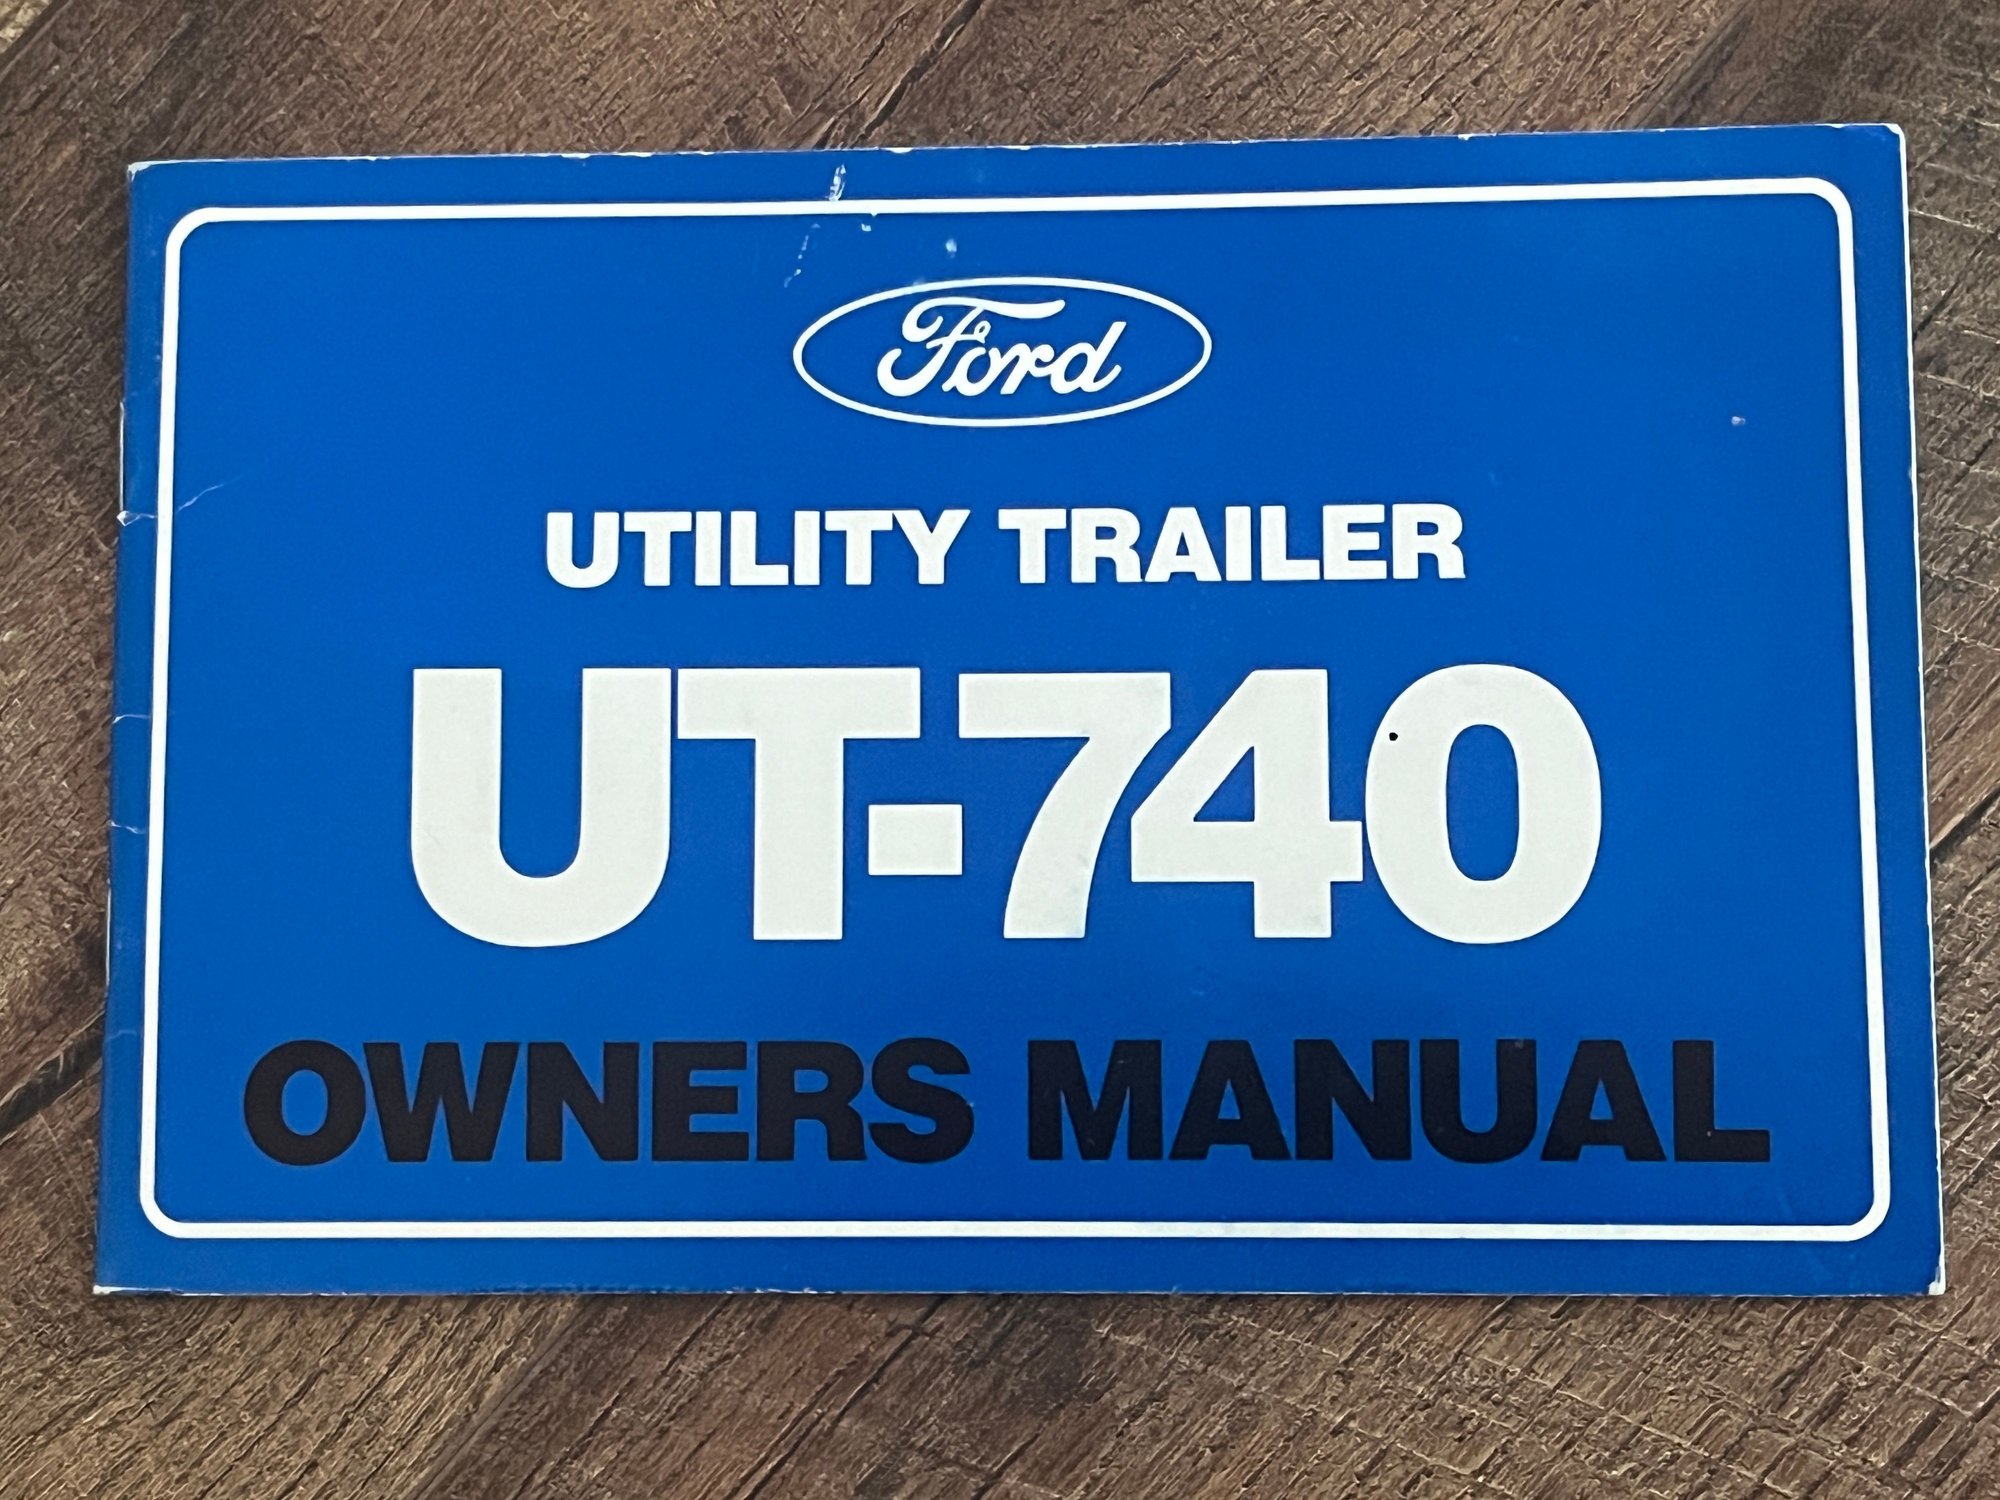 Ford
UTILITY TRAILER
UT-740
OWNERS MANUAL